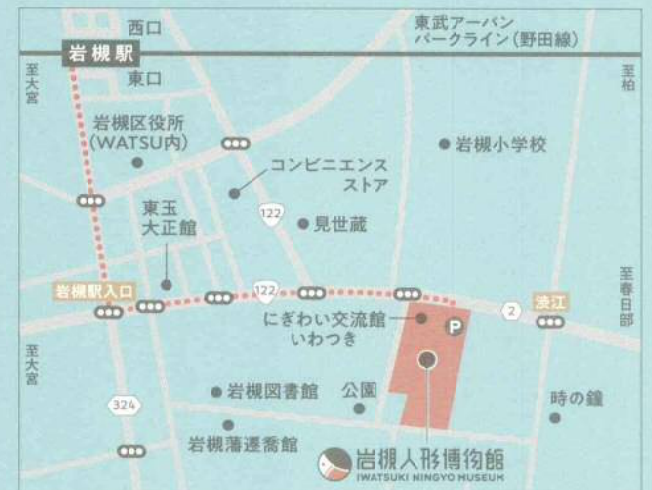 西口
岩槻駅
東口
東武アーバン
パークライン(野田線)
至大宮
至柏
岩槻区役所
(WATSU内)
岩槻小学校
コンビニエンス
ストア
東玉
大正館
122
見世蔵
岩槻駅入口
122
渋江
2
至春日部
にぎわい交流館
いわつき
P
至大宮
324
岩槻図書館
公園
時の鐘
岩槻藩遷喬館
岩槻人形博物館
IWATSUKI NINGYO MUSEUM